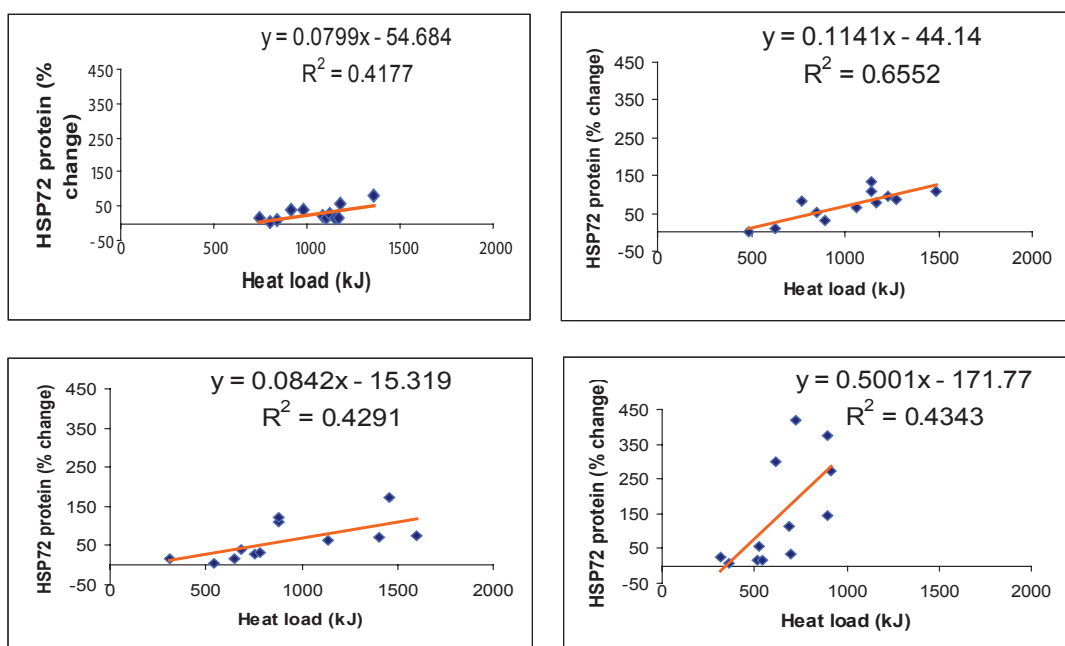 y = 0.0799x - 54.684
R² = 0.4177
HSP72 protein (%
change)
450
350
250
150
50
-50
0
500
1000
1500
2000
Heat load (kJ)
y = 0.1141x - 44.14
R² = 0.6552
HSP72 protein (% change)
450
350
250
150
50
-50
0
500
1000
1500
2000
Heat load (kJ)
y = 0.0842x - 15.319
R² = 0.4291
HSP72 protein (% change)
450
350
250
150
50
-50
0
500
1000
1500
2000
Heat load (kJ)
y = 0.5001x - 171.77
R² = 0.4343
HSP72 protein (% change)
450
350
250
150
50
-50
0
500
1000
1500
2000
Heat load (kJ)